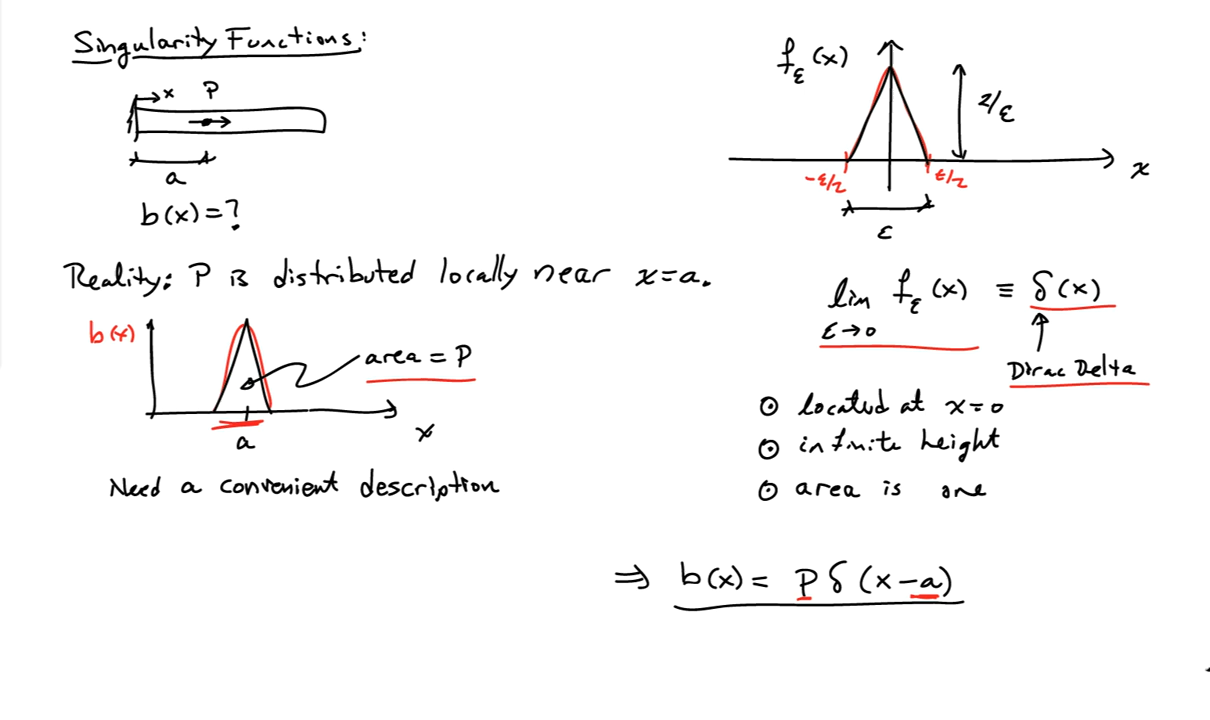 Singularity Functions:
x P
a
b(x) = ?
Reality: P is distributed locally near x=a.
b(x)
area = P
a
x
Need a convenient description
f_ε(x)
2/ε
x
-ε/2 ε/2
ε
lim f_ε(x) ≡ δ(x)
ε→0
Dirac Delta
⊙ located at x=0
⊙ infinite height
⊙ area is one
⇒ b(x) = P δ(x-a)